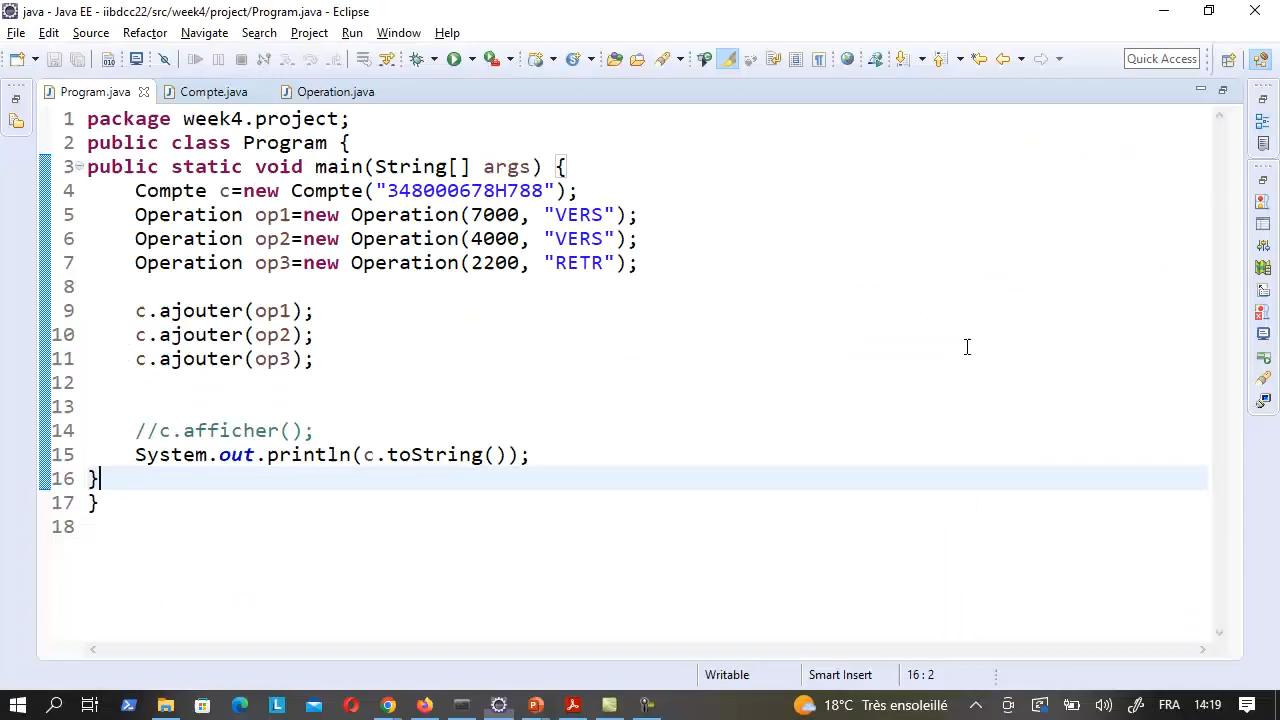 java - Java EE - iibdcc22/src/week4/project/Program.java - Eclipse
File Edit Source Refactor Navigate Search Project Run Window Help
Quick Access
Program.java Compte.java Operation.java
1 package week4.project;
2 public class Program {
3 public static void main(String[] args) {
4 Compte c=new Compte("348000678H788");
5 Operation op1=new Operation(7000, "VERS");
6 Operation op2=new Operation(4000, "VERS");
7 Operation op3=new Operation(2200, "RETR");
8
9 c.ajouter(op1);
10 c.ajouter(op2);
11 c.ajouter(op3);
12
13
14 //c.afficher();
15 System.out.println(c.toString());
16 }
17 }
18
Writable Smart Insert 16 : 2
18°C Très ensoleillé FRA 14:19